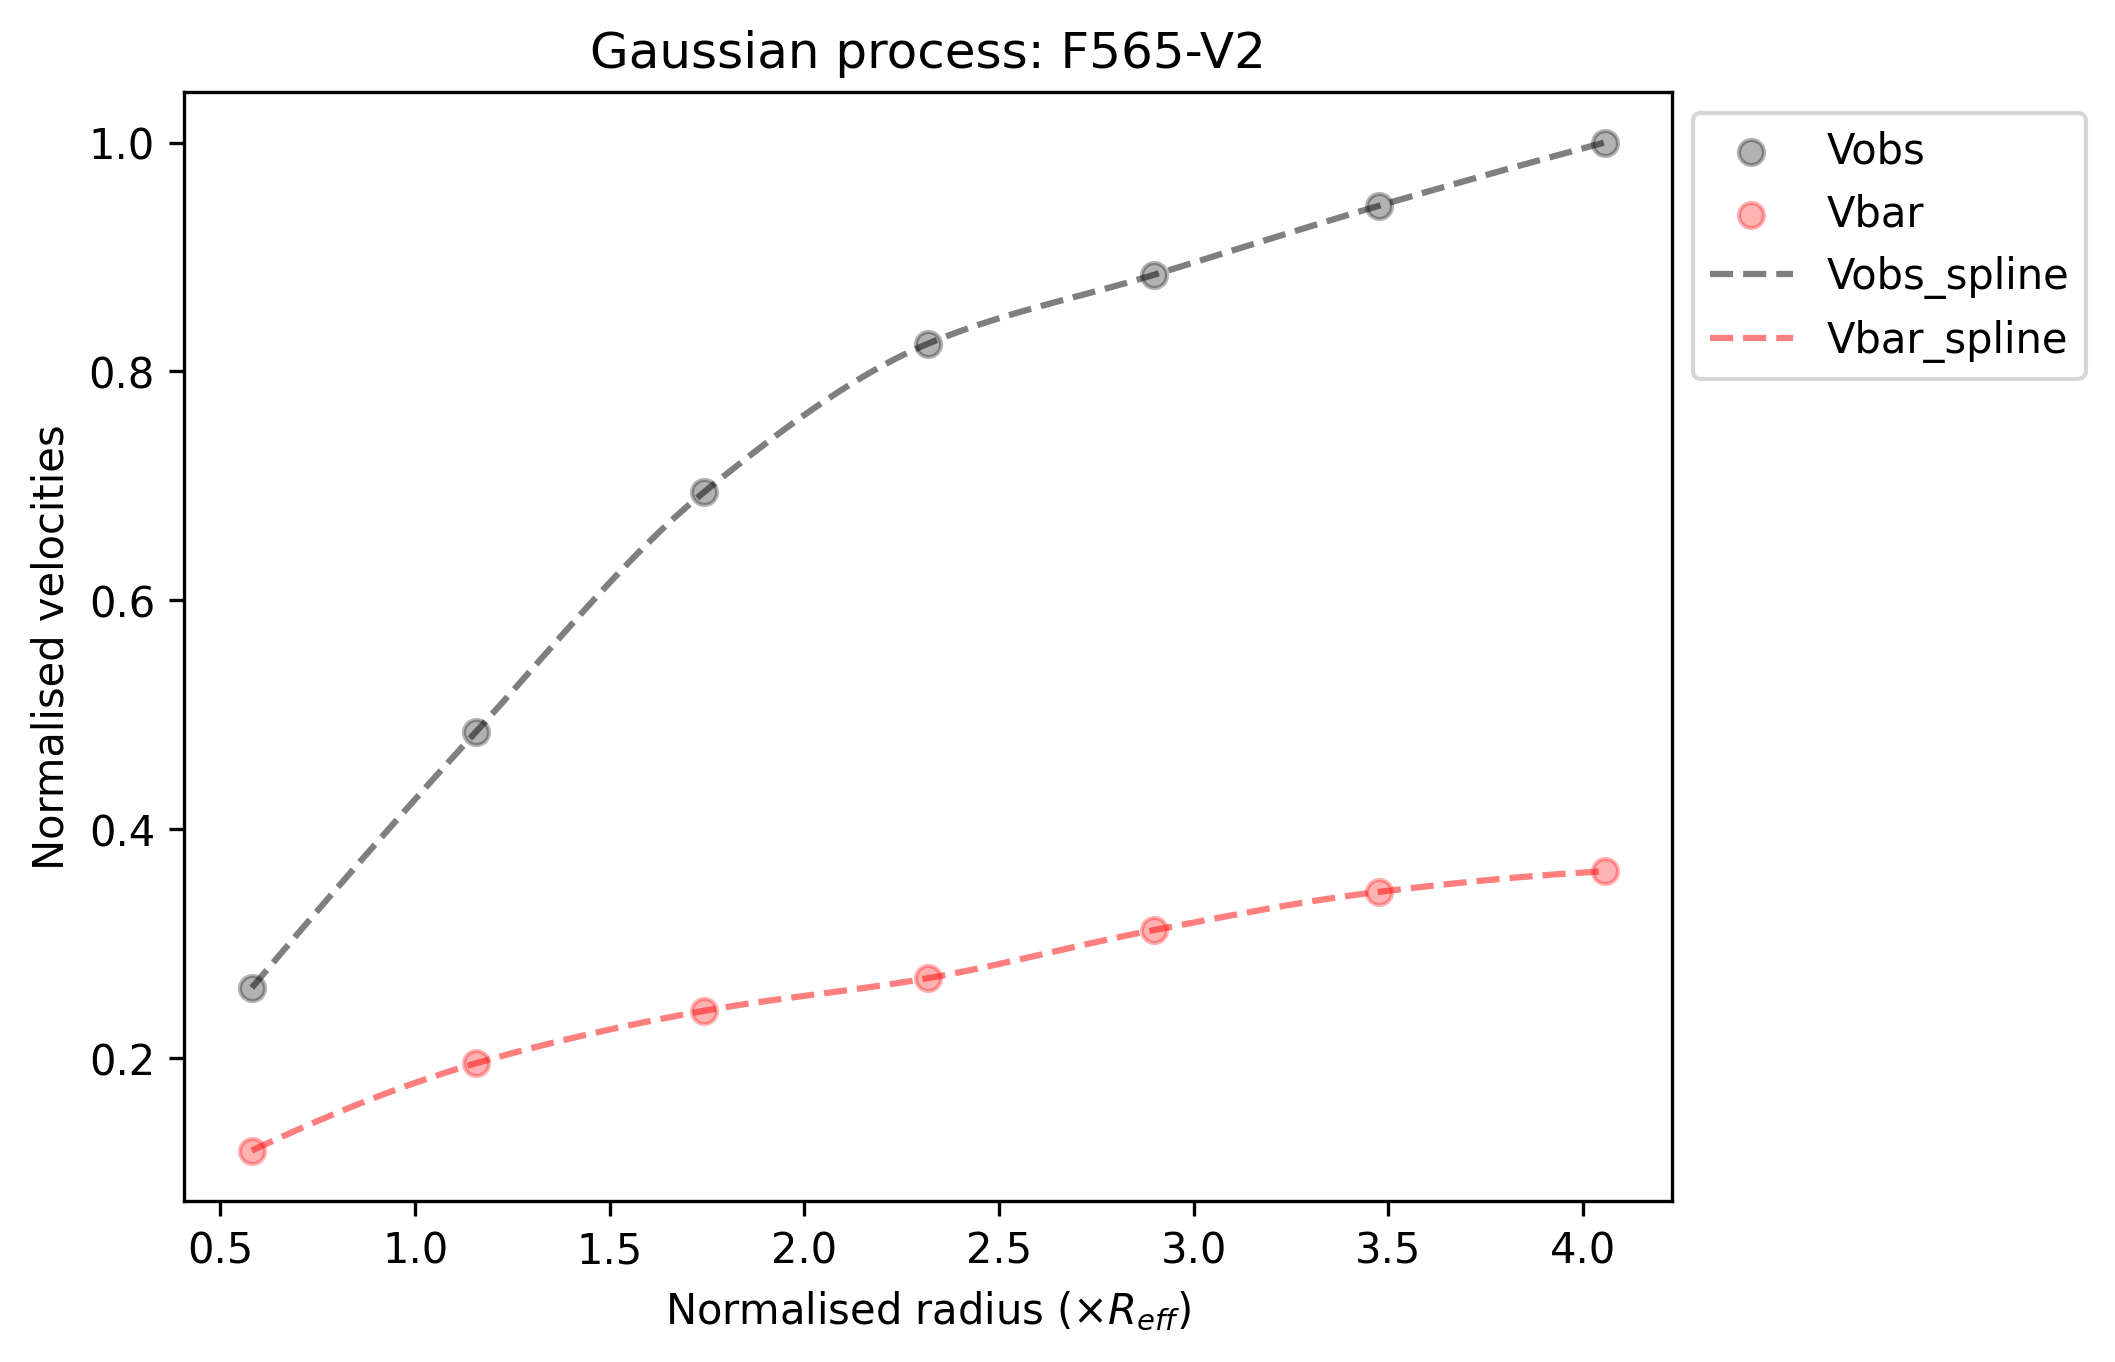 Gaussian process: F565-V2
Normalised velocities
1.0
0.8
0.6
0.4
0.2
0.5 1.0 1.5 2.0 2.5 3.0 3.5 4.0
Normalised radius (×R_eff)
Vobs
Vbar
Vobs_spline
Vbar_spline